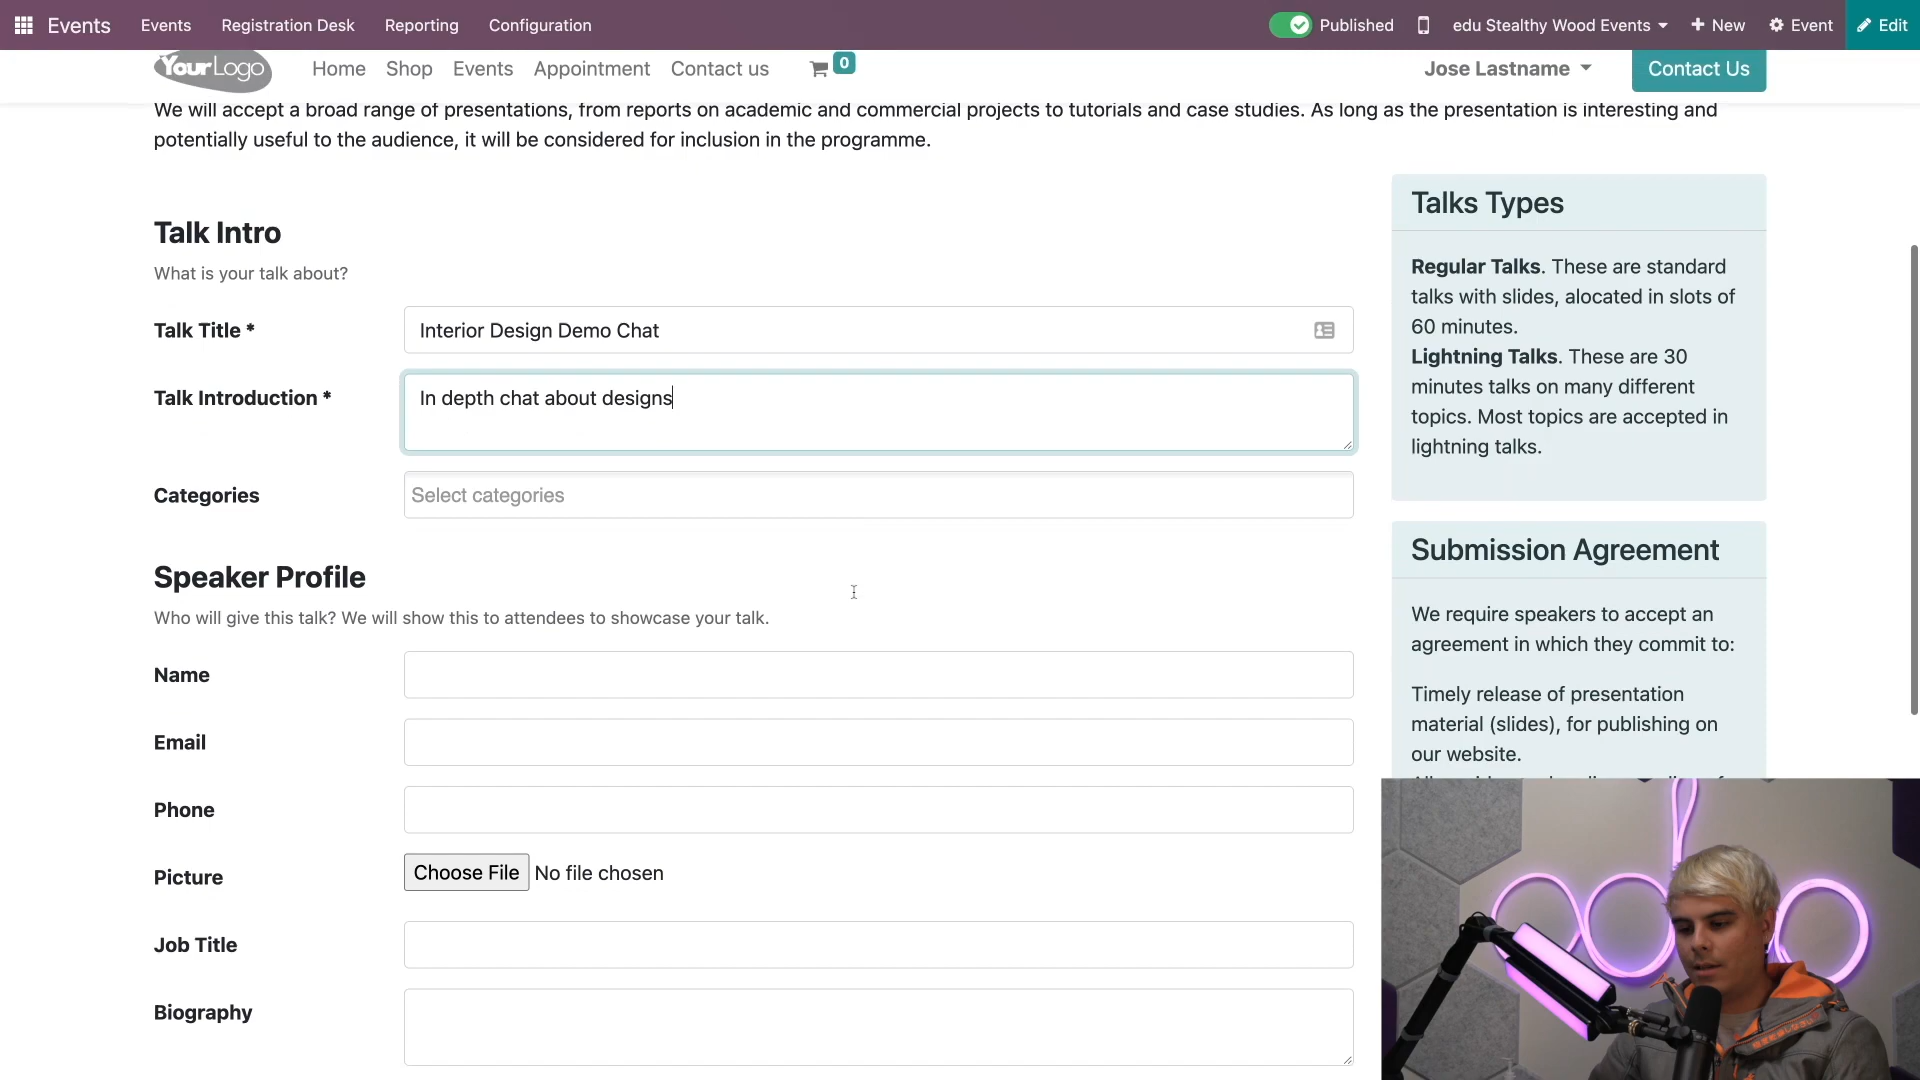 Events Events Registration Desk Reporting Configuration Published edu Stealthy Wood Events + New Event Edit
YourLogo Home Shop Events Appointment Contact us 0 Jose Lastname Contact Us
We will accept a broad range of presentations, from reports on academic and commercial projects to tutorials and case studies. As long as the presentation is interesting and
potentially useful to the audience, it will be considered for inclusion in the programme.
Talk Intro
What is your talk about?
Talk Title * Interior Design Demo Chat
Talk Introduction * In depth chat about designs
Categories Select categories
Speaker Profile
Who will give this talk? We will show this to attendees to showcase your talk.
Name
Email
Phone
Picture Choose File No file chosen
Job Title
Biography
Talks Types
Regular Talks. These are standard
talks with slides, alocated in slots of
60 minutes.
Lightning Talks. These are 30
minutes talks on many different
topics. Most topics are accepted in
lightning talks.
Submission Agreement
We require speakers to accept an
agreement in which they commit to:
Timely release of presentation
material (slides), for publishing on
our website.
odoo